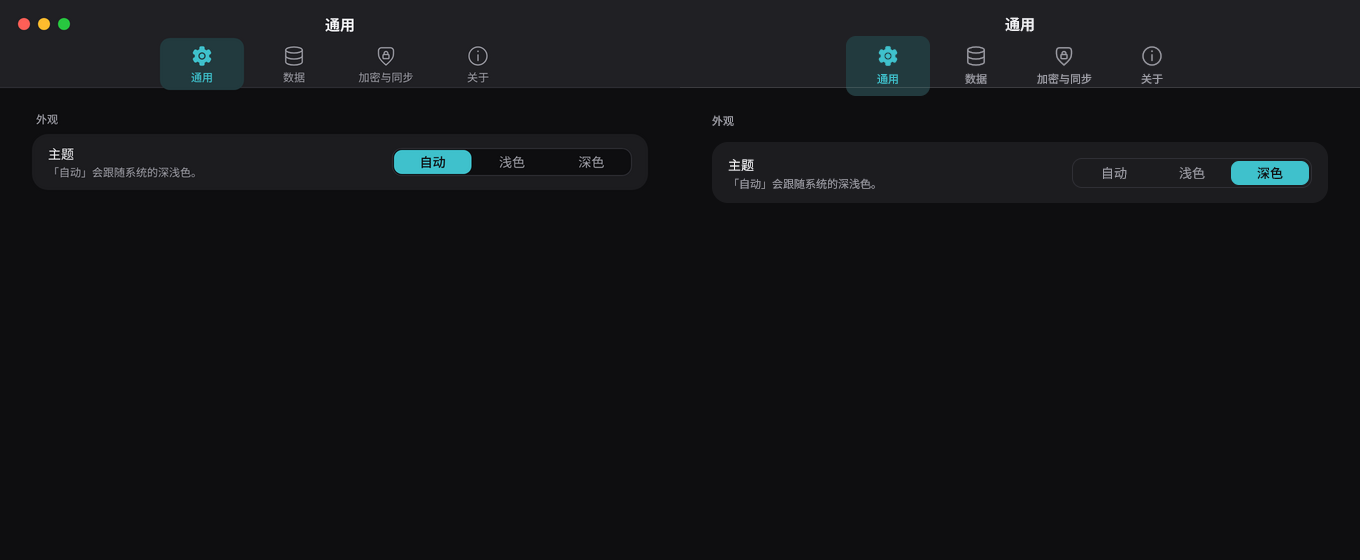 通用
通用 数据 加密与同步 关于
外观
主题
「自动」会跟随系统的深浅色。
自动 浅色 深色
通用
通用 数据 加密与同步 关于
外观
主题
「自动」会跟随系统的深浅色。
自动 浅色 深色